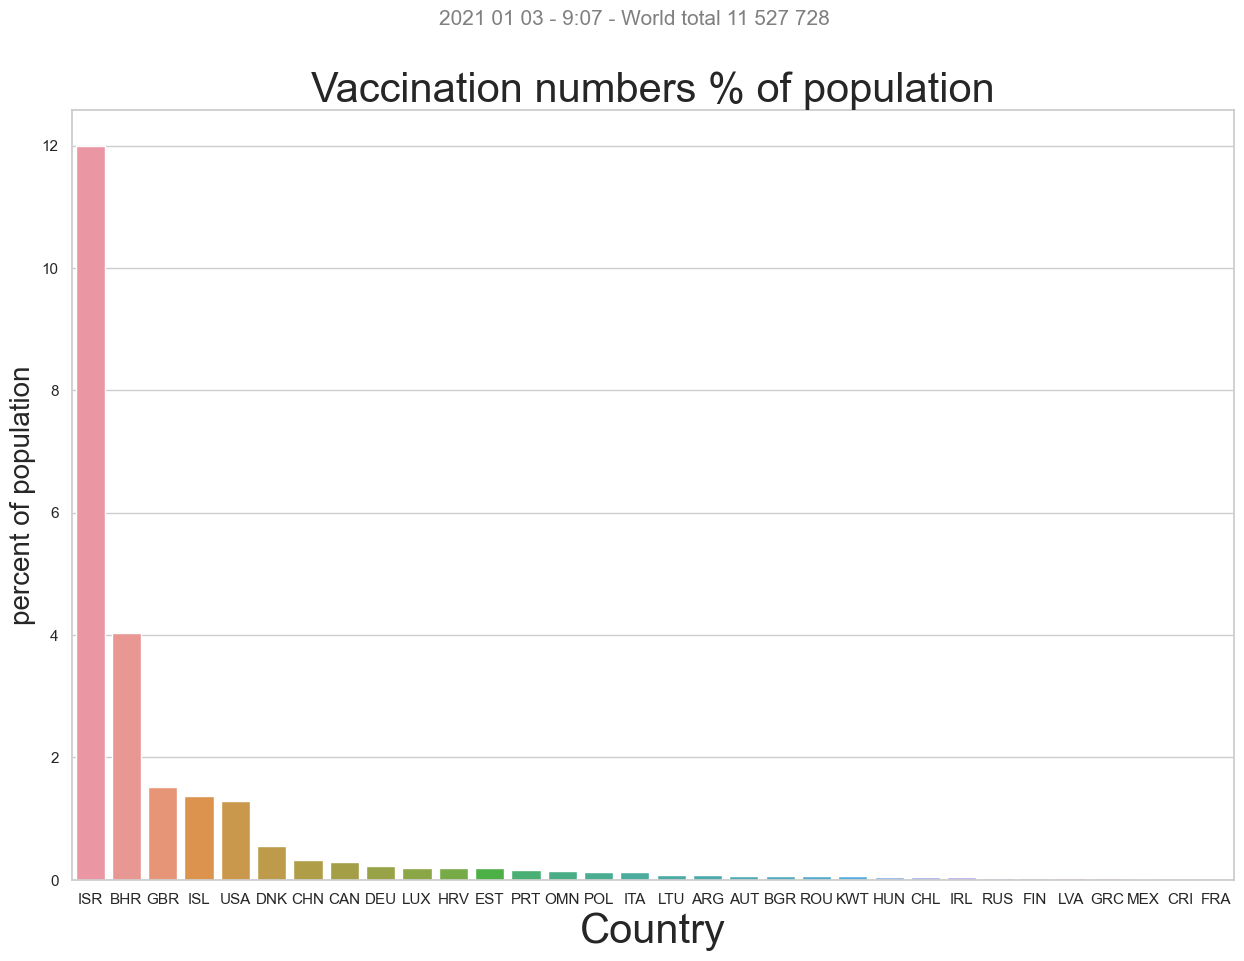 2021 01 03 - 9:07 - World total 11 527 728
Vaccination numbers % of population
12
10
8
6
4
2
0
percent of population
ISR BHR GBR ISL USA DNK CHN CAN DEU LUX HRV EST PRT OMN POL ITA LTU ARG AUT BGR ROU KWT HUN CHL IRL RUS FIN LVA GRC MEX CRI FRA
Country